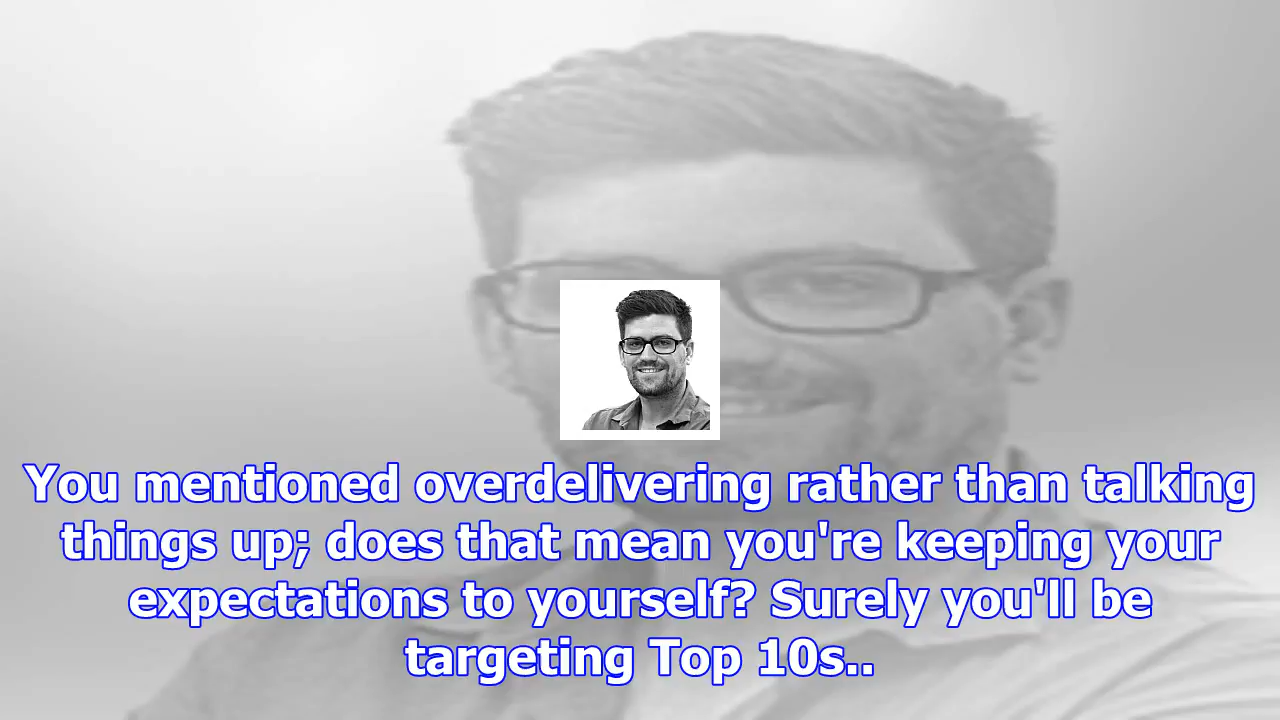 You mentioned overdelivering rather than talking
things up; does that mean you're keeping your
expectations to yourself? Surely you'll be
targeting Top 10s..